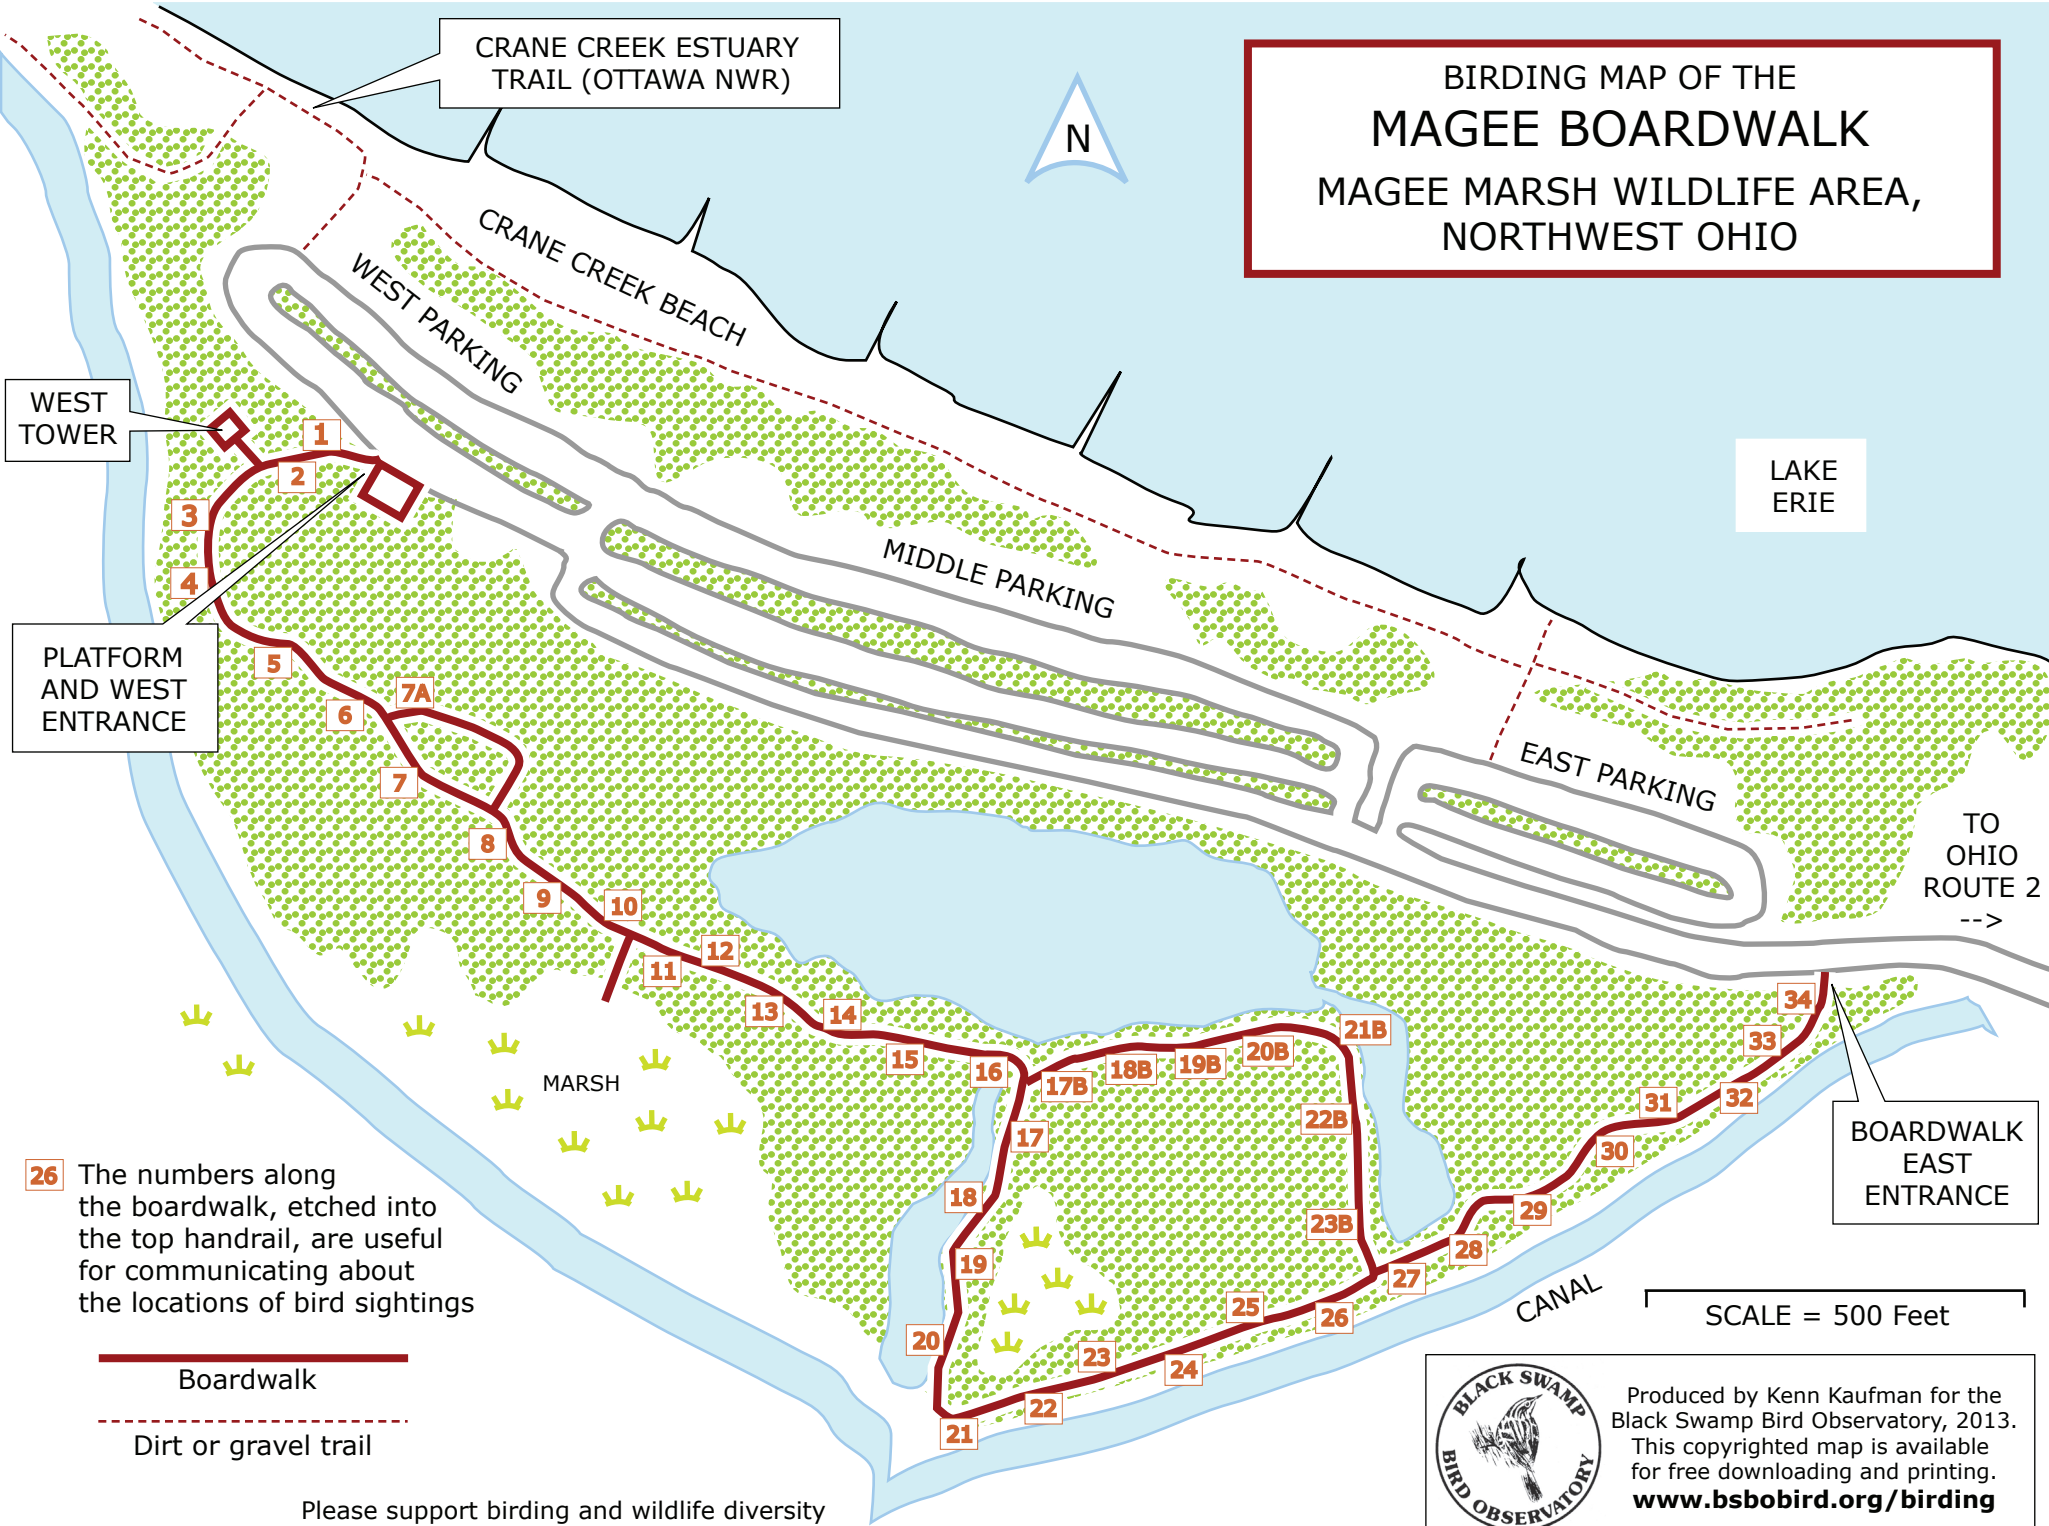 CRANE CREEK ESTUARY
TRAIL (OTTAWA NWR)
N
BIRDING MAP OF THE
MAGEE BOARDWALK
MAGEE MARSH WILDLIFE AREA,
NORTHWEST OHIO
CRANE CREEK BEACH
WEST PARKING
WEST
TOWER
LAKE
ERIE
MIDDLE PARKING
PLATFORM
AND WEST
ENTRANCE
EAST PARKING
TO
OHIO
ROUTE 2
-->
1
2
3
4
5
6
7A
7
8
9
10
11
12
13
14
15
16
17B
18B
19B
20B
21B
22B
23B
17
18
19
20
21
22
23
24
25
26
27
28
29
30
31
32
33
34
MARSH
BOARDWALK
EAST
ENTRANCE
CANAL
26 The numbers along
the boardwalk, etched into
the top handrail, are useful
for communicating about
the locations of bird sightings
Boardwalk
Dirt or gravel trail
SCALE = 500 Feet
Please support birding and wildlife diversity
BLACK SWAMP
BIRD OBSERVATORY
Produced by Kenn Kaufman for the
Black Swamp Bird Observatory, 2013.
This copyrighted map is available
for free downloading and printing.
www.bsbobird.org/birding